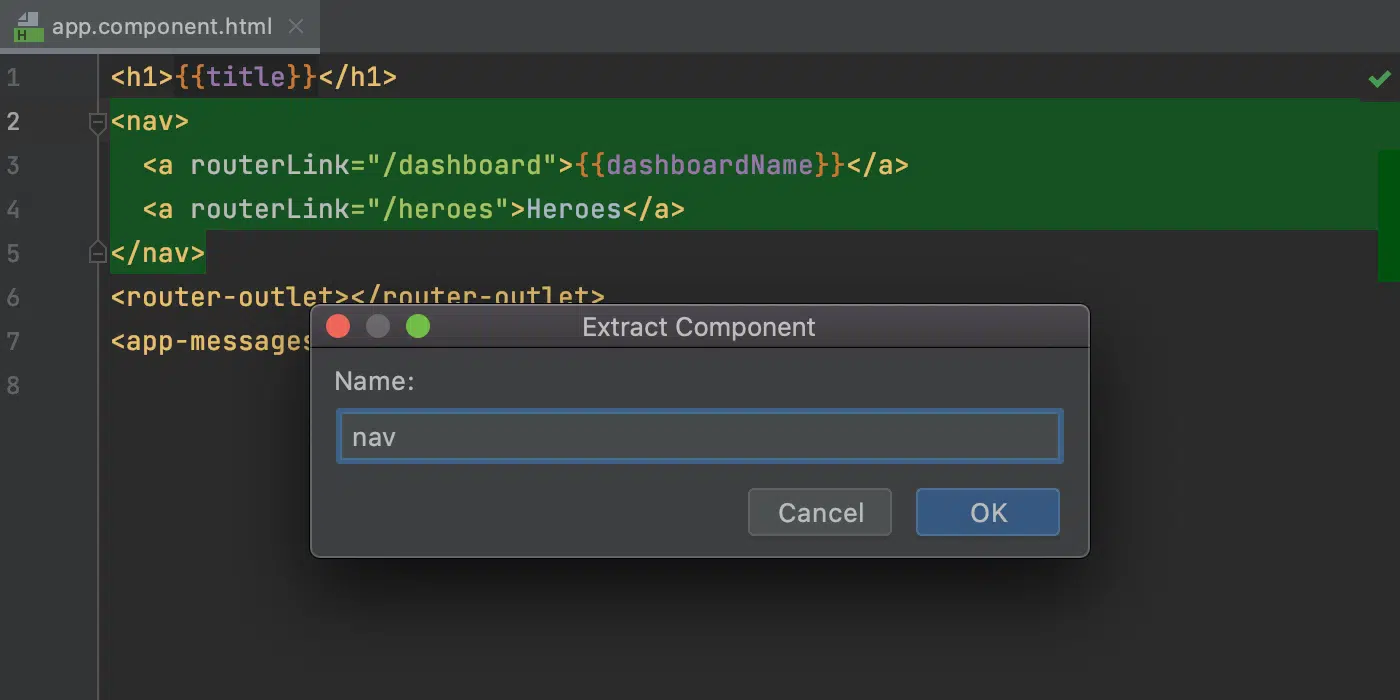 app.component.html
1 <h1>{{title}}</h1>
2 <nav>
3   <a routerLink="/dashboard">{{dashboardName}}</a>
4   <a routerLink="/heroes">Heroes</a>
5 </nav>
6 <router-outlet></router-outlet>
7 <app-messages
8
Extract Component
Name:
nav
Cancel OK